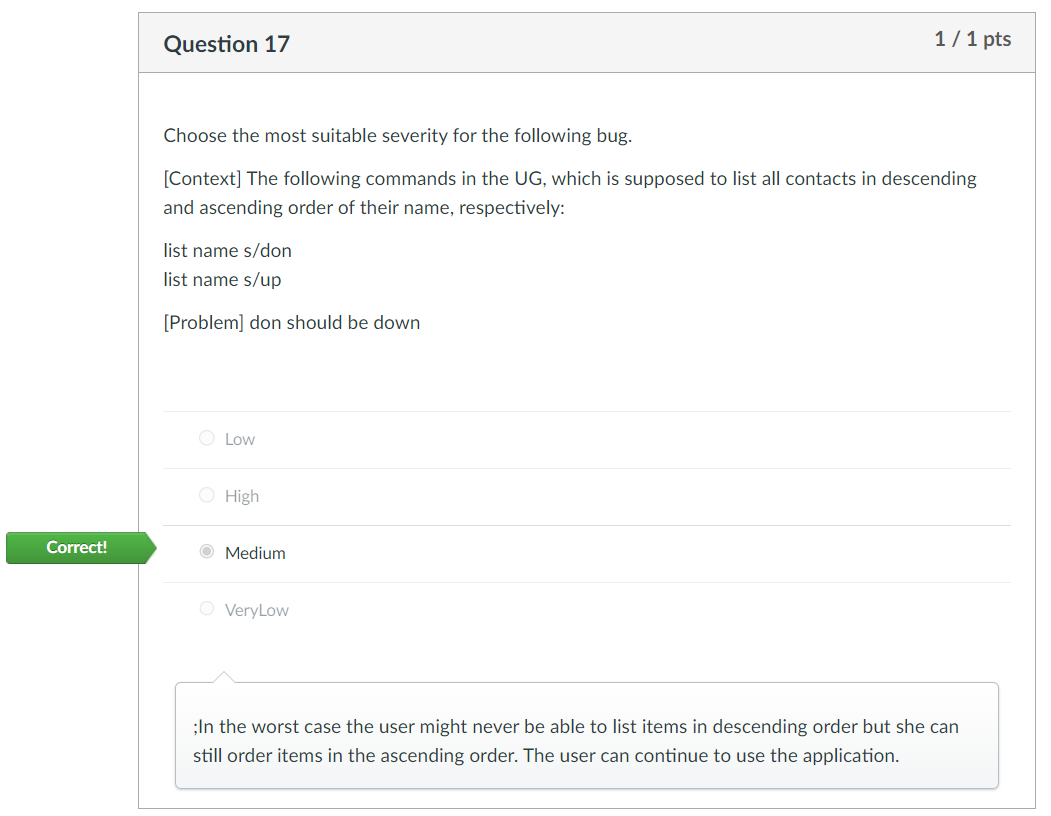 Question 17
1 / 1 pts
Choose the most suitable severity for the following bug.
[Context] The following commands in the UG, which is supposed to list all contacts in descending
and ascending order of their name, respectively:
list name s/don
list name s/up
[Problem] don should be down
Low
High
Correct!
Medium
VeryLow
;In the worst case the user might never be able to list items in descending order but she can
still order items in the ascending order. The user can continue to use the application.